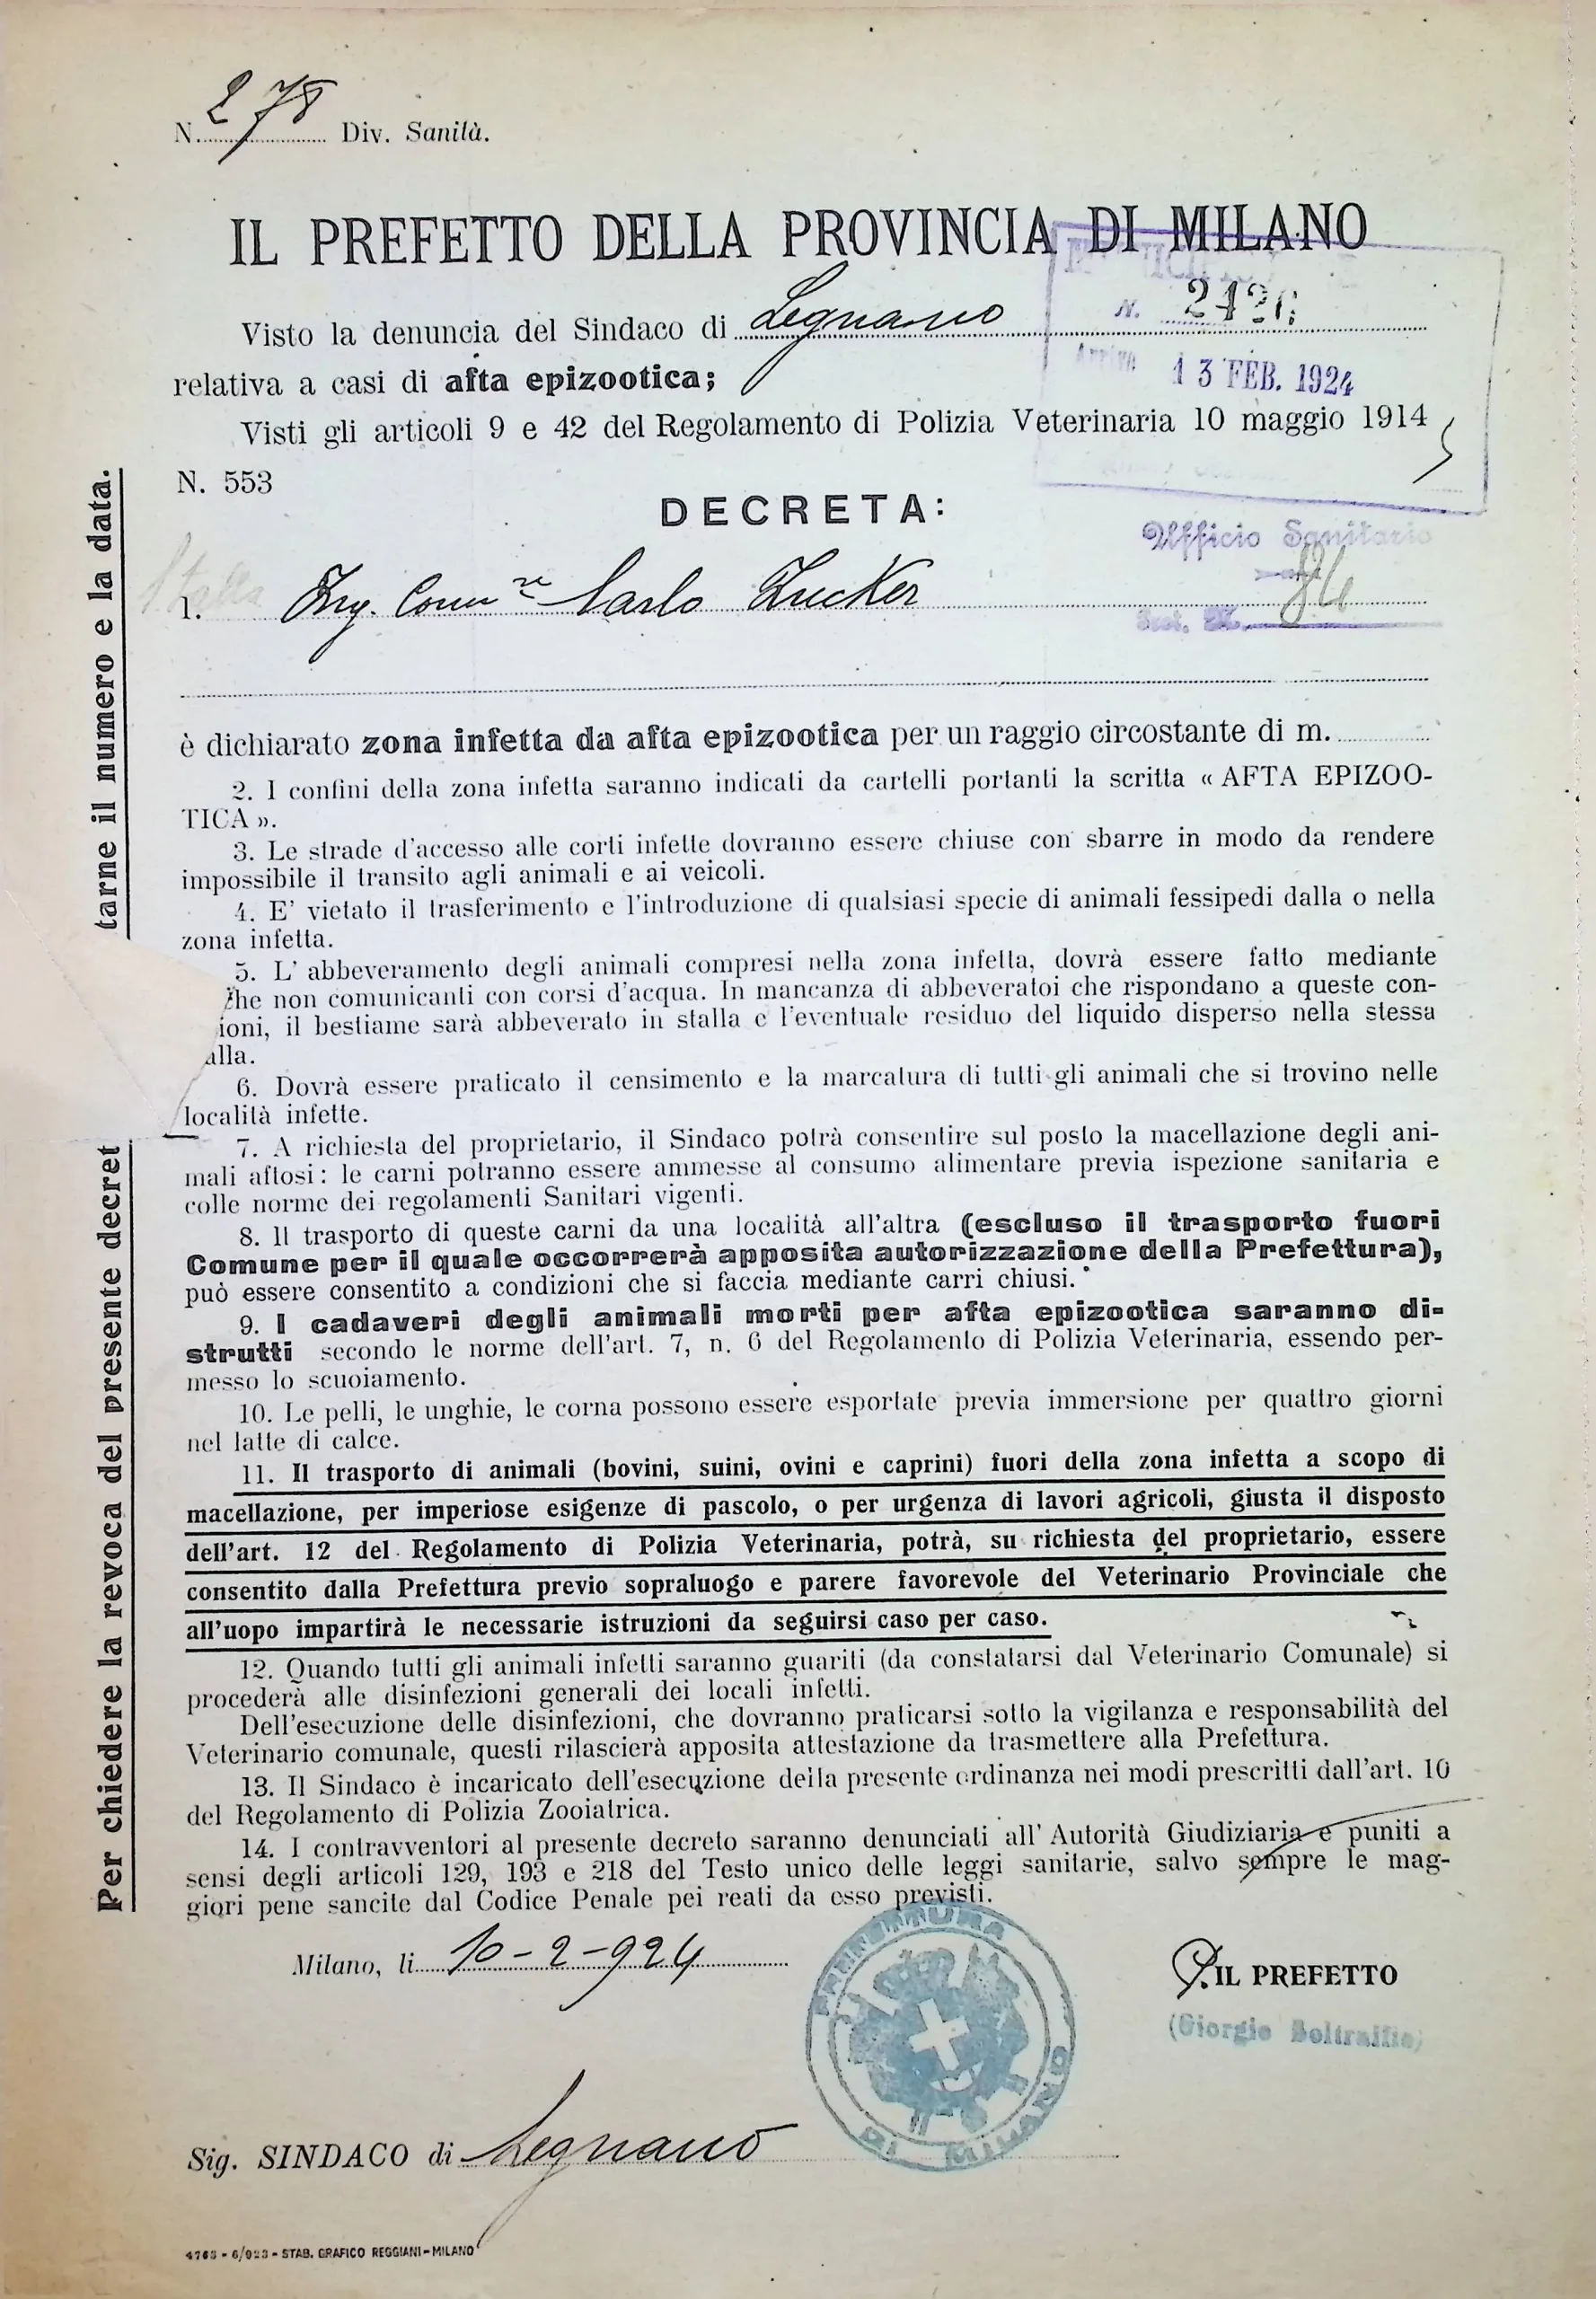 N. 278 Div. Sanità.
IL PREFETTO DELLA PROVINCIA DI MILANO
Visto la denuncia del Sindaco di Legnano
N. 2426
relativa a casi di afta epizootica;
Arrivo 13 FEB. 1924
Visti gli articoli 9 e 42 del Regolamento di Polizia Veterinaria 10 maggio 1914
N. 553
DECRETA:
Ufficio Sanitario
Stalla
1. Ing. Comm.re Carlo Zucker
84
è dichiarato zona infetta da afta epizootica per un raggio circostante di m.
2. I confini della zona infetta saranno indicati da cartelli portanti la scritta « AFTA EPIZOO-
TICA ».
3. Le strade d'accesso alle corti infette dovranno essere chiuse con sbarre in modo da rendere
impossibile il transito agli animali e ai veicoli.
4. E' vietato il trasferimento e l'introduzione di qualsiasi specie di animali fessipedi dalla o nella
zona infetta.
5. L' abbeveramento degli animali compresi nella zona infetta, dovrà essere fatto mediante
he non comunicanti con corsi d'acqua. In mancanza di abbeveratoi che rispondano a queste con-
ioni, il bestiame sarà abbeverato in stalla e l'eventuale residuo del liquido disperso nella stessa
alla.
6. Dovrà essere praticato il censimento e la marcatura di tutti gli animali che si trovino nelle
località infette.
7. A richiesta del proprietario, il Sindaco potrà consentire sul posto la macellazione degli ani-
mali aftosi: le carni potranno essere ammesse al consumo alimentare previa ispezione sanitaria e
colle norme dei regolamenti Sanitari vigenti.
8. Il trasporto di queste carni da una località all'altra (escluso il trasporto fuori
Comune per il quale occorrerà apposita autorizzazione della Prefettura),
può essere consentito a condizioni che si faccia mediante carri chiusi.
9. I cadaveri degli animali morti per afta epizootica saranno di-
strutti secondo le norme dell'art. 7, n. 6 del Regolamento di Polizia Veterinaria, essendo per-
messo lo scuoiamento.
10. Le pelli, le unghie, le corna possono essere esportate previa immersione per quattro giorni
nel latte di calce.
11. Il trasporto di animali (bovini, suini, ovini e caprini) fuori della zona infetta a scopo di
macellazione, per imperiose esigenze di pascolo, o per urgenza di lavori agricoli, giusta il disposto
dell'art. 12 del Regolamento di Polizia Veterinaria, potrà, su richiesta del proprietario, essere
consentito dalla Prefettura previo sopraluogo e parere favorevole del Veterinario Provinciale che
all'uopo impartirà le necessarie istruzioni da seguirsi caso per caso.
12. Quando tutti gli animali infetti saranno guariti (da constatarsi dal Veterinario Comunale) si
procederà alle disinfezioni generali dei locali infetti.
Dell'esecuzione delle disinfezioni, che dovranno praticarsi sotto la vigilanza e responsabilità del
Veterinario comunale, questi rilascierà apposita attestazione da trasmettere alla Prefettura.
13. Il Sindaco è incaricato dell'esecuzione della presente ordinanza nei modi prescritti dall'art. 10
del Regolamento di Polizia Zooiatrica.
14. I contravventori al presente decreto saranno denunciati all' Autorità Giudiziaria e puniti a
sensi degli articoli 129, 193 e 218 del Testo unico delle leggi sanitarie, salvo sempre le mag-
giori pene sancite dal Codice Penale pei reati da esso previsti.
Milano, li 10-2-924
P. IL PREFETTO
(Giorgio Boltraffio)
PREFETTURA DI MILANO
Sig. SINDACO di Legnano
4763 - 6/923 - STAB. GRAFICO REGGIANI - MILANO
Per chiedere la revoca del presente decret
tarne il numero e la data.